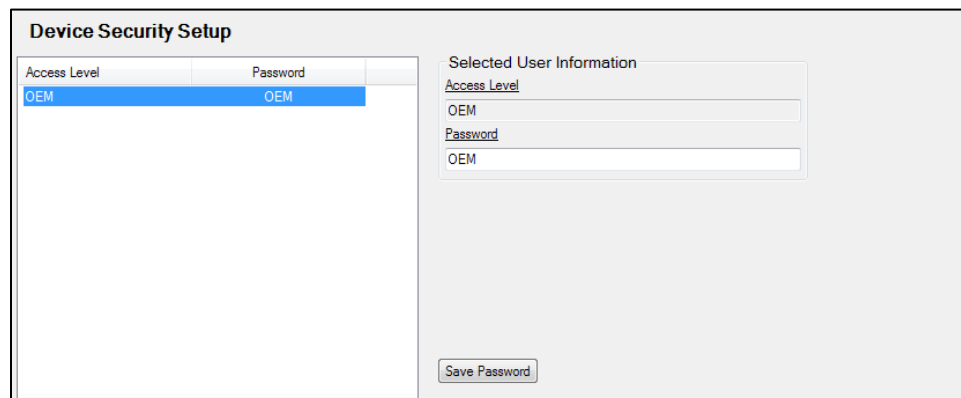 Device Security Setup
Access Level Password
OEM OEM
Selected User Information
Access Level
OEM
Password
OEM
Save Password